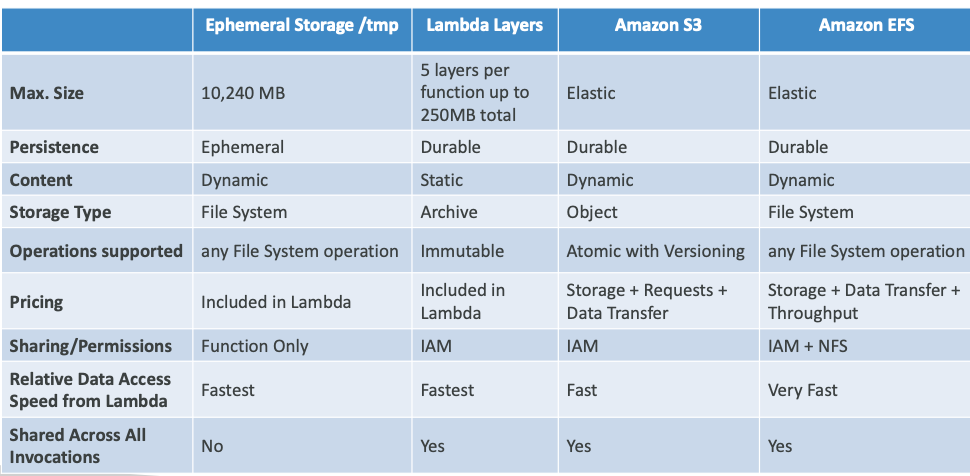 Ephemeral Storage /tmp Lambda Layers Amazon S3 Amazon EFS
Max. Size 10,240 MB 5 layers per function up to 250MB total Elastic Elastic
Persistence Ephemeral Durable Durable Durable
Content Dynamic Static Dynamic Dynamic
Storage Type File System Archive Object File System
Operations supported any File System operation Immutable Atomic with Versioning any File System operation
Pricing Included in Lambda Included in Lambda Storage + Requests + Data Transfer Storage + Data Transfer + Throughput
Sharing/Permissions Function Only IAM IAM IAM + NFS
Relative Data Access Speed from Lambda Fastest Fastest Fast Very Fast
Shared Across All Invocations No Yes Yes Yes